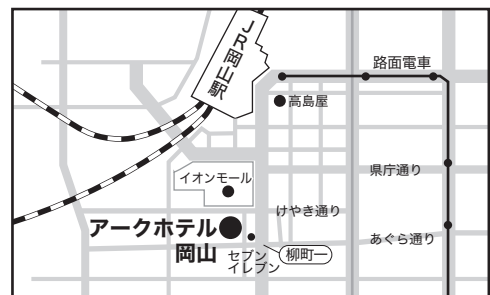 JR岡山駅
路面電車
高島屋
県庁通り
イオンモール
けやき通り
アークホテル
岡山
あぐら通り
柳町一
セブン
イレブン